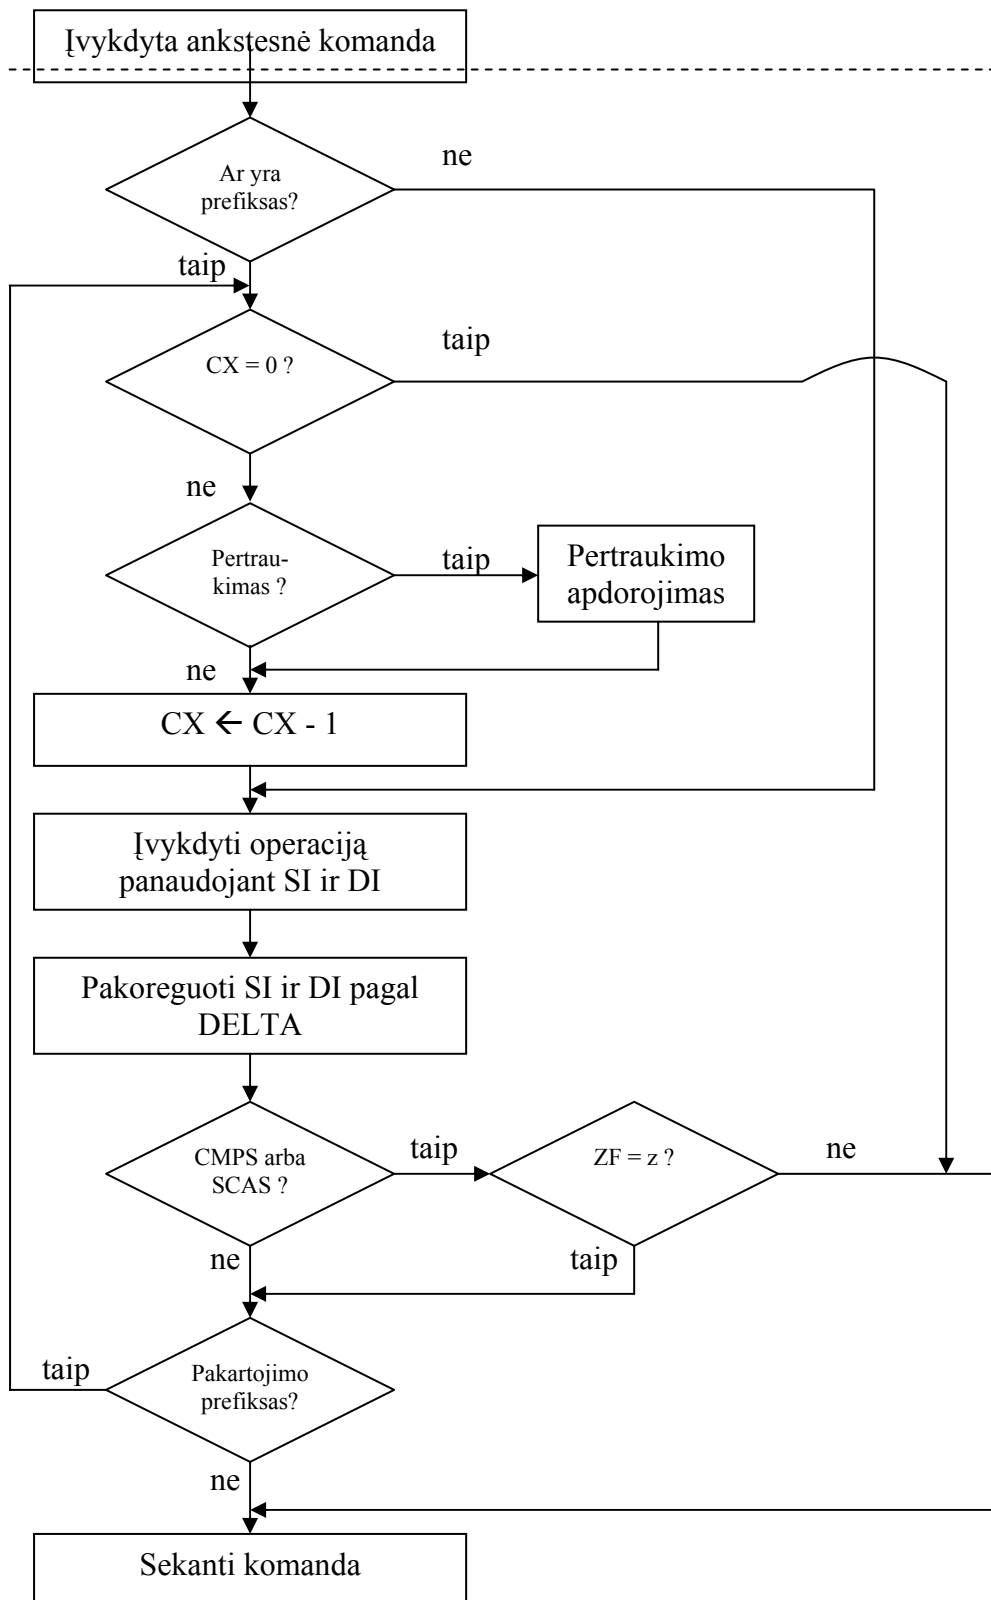 Įvykdyta ankstesnė komanda
ne
Ar yra
prefiksas?
taip
taip
CX = 0 ?
ne
Pertrau-
kimas ?
taip
Pertraukimo
apdorojimas
ne
CX ← CX - 1
Įvykdyti operaciją
panaudojant SI ir DI
Pakoreguoti SI ir DI pagal
DELTA
CMPS arba
SCAS ?
taip
ZF = z ?
ne
ne
taip
taip
Pakartojimo
prefiksas?
ne
Sekanti komanda